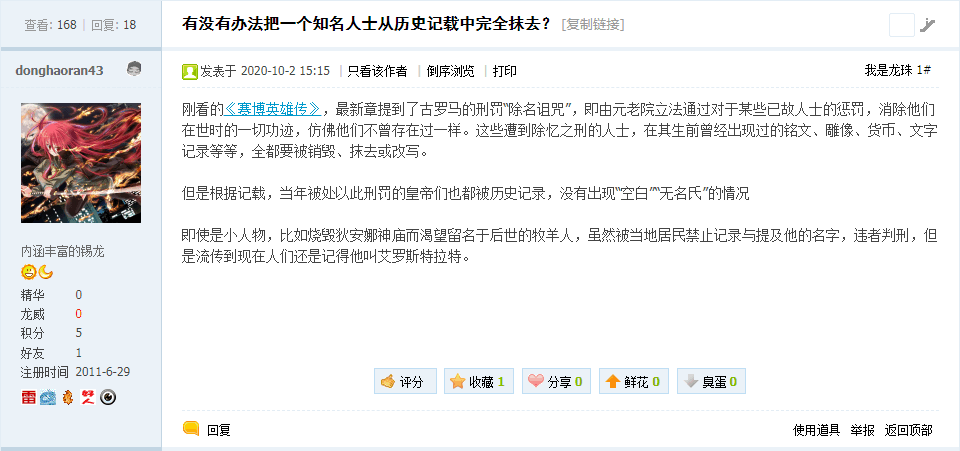 查看: 168 | 回复: 18
有没有办法把一个知名人士从历史记载中完全抹去？ [复制链接]
donghaoran43
发表于 2020-10-2 15:15 | 只看该作者 | 倒序浏览 | 打印
我是龙珠 1#
刚看的《赛博英雄传》，最新章提到了古罗马的刑罚“除名诅咒”，即由元老院立法通过对于某些已故人士的惩罚，消除他们
在世时的一切功迹，仿佛他们不曾存在过一样。这些遭到除忆之刑的人士，在其生前曾经出现过的铭文、雕像、货币、文字
记录等等，全都要被销毁、抹去或改写。
但是根据记载，当年被处以此刑罚的皇帝们也都被历史记录，没有出现“空白”“无名氏”的情况
即使是小人物，比如烧毁狄安娜神庙而渴望留名于后世的牧羊人，虽然被当地居民禁止记录与提及他的名字，违者判刑，但
是流传到现在人们还是记得他叫艾罗斯特拉特。
内涵丰富的锡龙
精华 0
龙威 0
积分 5
好友 1
注册时间 2011-6-29
雷
评分
收藏 1
分享 0
鲜花 0
臭蛋 0
回复
使用道具 举报 返回顶部